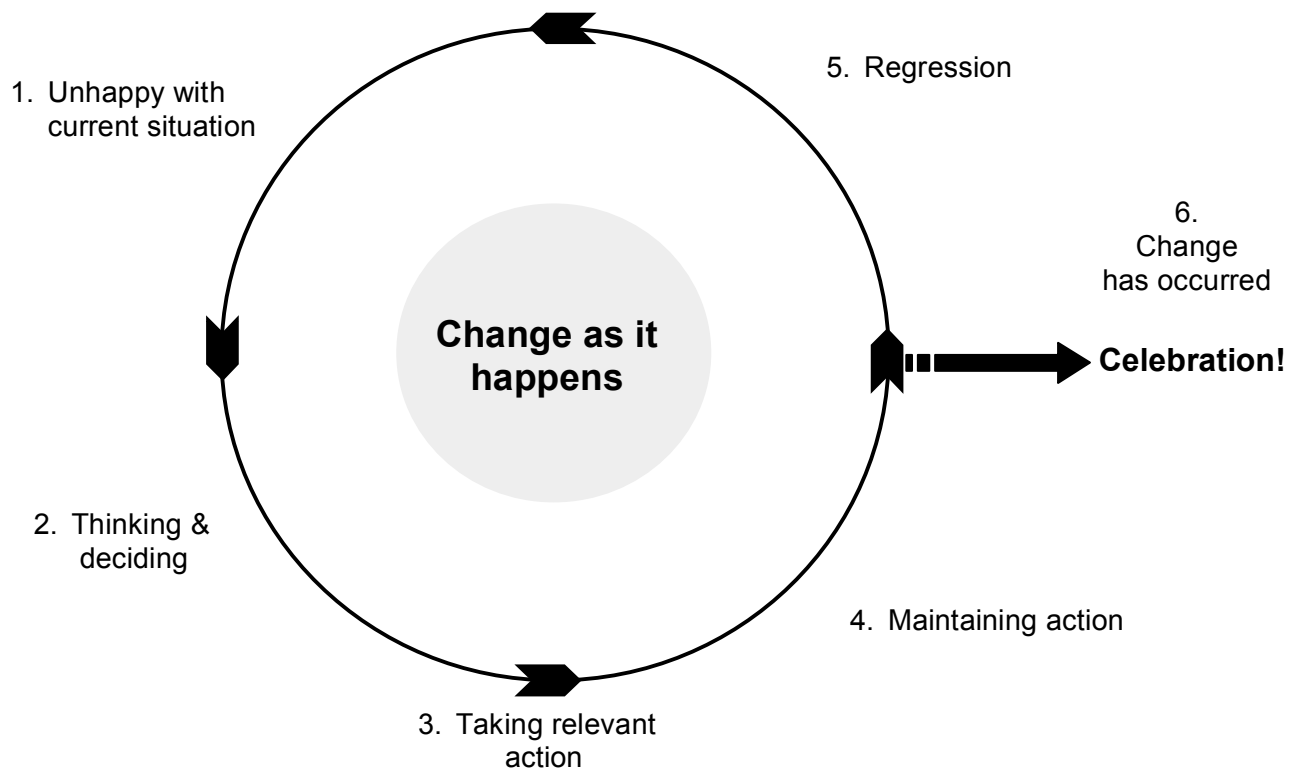 1. Unhappy with
current situation
2. Thinking &
deciding
3. Taking relevant
action
4. Maintaining action
5. Regression
6.
Change
has occurred
Celebration!
Change as it
happens